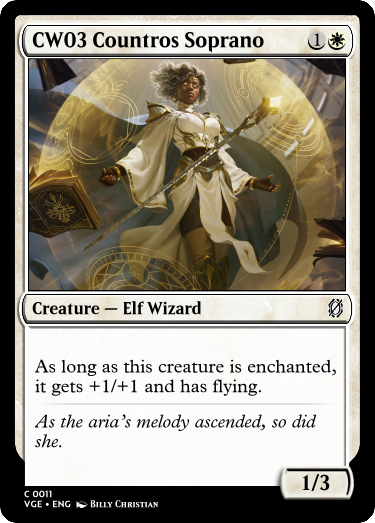 CW03 Countros Soprano 1
Creature — Elf Wizard
As long as this creature is enchanted,
it gets +1/+1 and has flying.
As the aria's melody ascended, so did
she.
1/3
C 0011
VGE • ENG Billy Christian